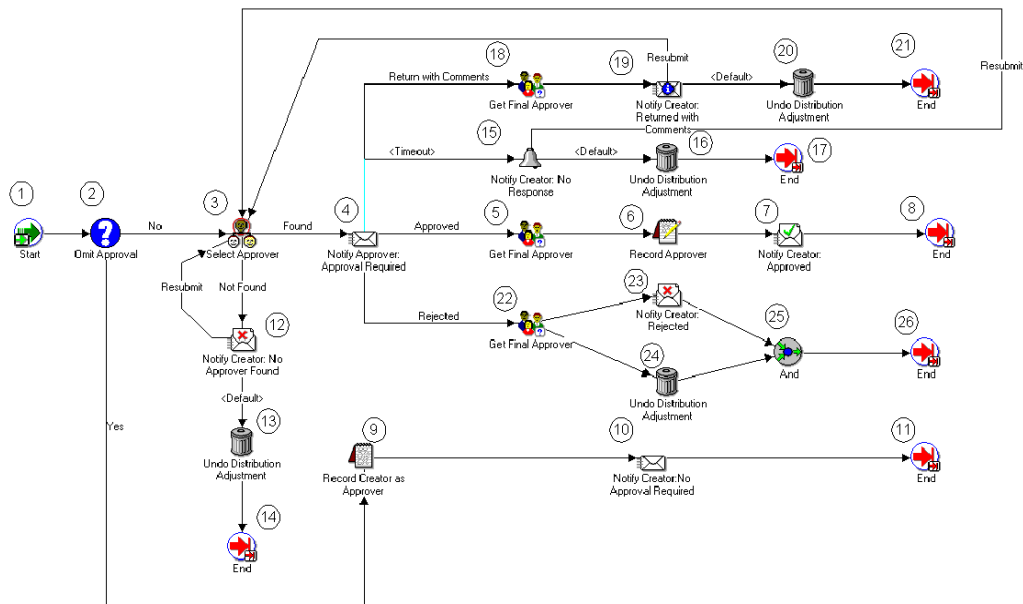 18
19
Resubmit
20
21
Return with Comments
<Default>
Resubmit
Get Final Approver
Notify Creator:
Returned with
Comments
Undo Distribution
Adjustment
End
15
16
17
<Timeout>
<Default>
Notify Creator: No
Response
Undo Distribution
Adjustment
End
1
2
3
4
5
6
7
8
No
Found
Approved
Start
Omit Approval
Select Approver
Notify Approver:
Approval Required
Get Final Approver
Record Approver
Notify Creator:
Approved
End
Resubmit
Not Found
12
Notify Creator: No
Approver Found
<Default>
13
Undo Distribution
Adjustment
14
End
22
23
Rejected
Get Final Approver
Notify Creator:
Rejected
24
Undo Distribution
Adjustment
25
And
26
End
Yes
9
10
11
Record Creator as
Approver
Notify Creator:No
Approval Required
End